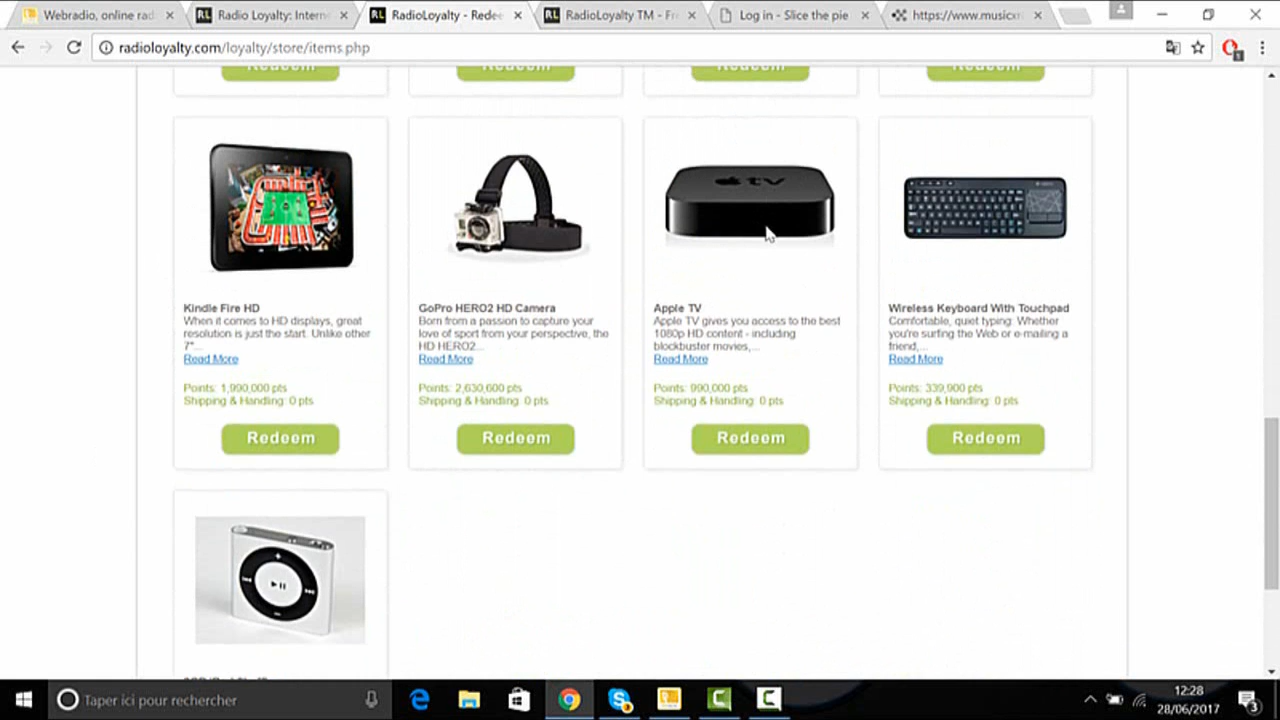 Webradio, online rad
Radio Loyalty: Intern
RadioLoyalty - Rede
RadioLoyalty TM - Fr
Log in - Slice the pie
https://www.musicx
radioloyalty.com/loyalty/store/items.php
Redeem
Redeem
Redeem
Redeem
tv
Kindle Fire HD
When it comes to HD displays, great
resolution is just the start. Unlike other
7"...
Read More
Points: 1,990,000 pts
Shipping & Handling: 0 pts
Redeem
GoPro HERO2 HD Camera
Born from a passion to capture your
love of sport from your perspective, the
HD HERO2...
Read More
Points: 2,630,600 pts
Shipping & Handling: 0 pts
Redeem
Apple TV
Apple TV gives you access to the best
1080p HD content - including
blockbuster movies,...
Read More
Points: 990,000 pts
Shipping & Handling: 0 pts
Redeem
Wireless Keyboard With Touchpad
Comfortable, quiet typing. Whether
you're surfing the Web or e-mailing a
friend,...
Read More
Points: 339,900 pts
Shipping & Handling: 0 pts
Redeem
Taper ici pour rechercher
12:28
28/06/2017
3